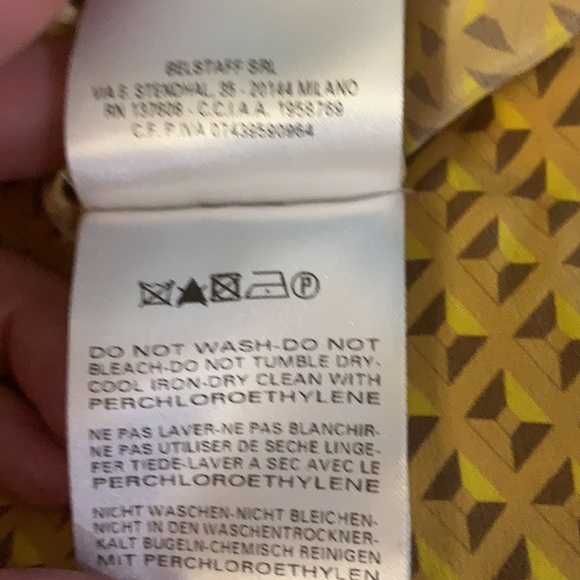 BELSTAFF SRL
VIA E. STENDHAL, 35 - 20144 MILANO
RN 137608 - C.C.I.A.A. 1958769
C.F. P.IVA 07439590964
P
DO NOT WASH-DO NOT
BLEACH-DO NOT TUMBLE DRY-
COOL IRON-DRY CLEAN WITH
PERCHLOROETHYLENE
NE PAS LAVER-NE PAS BLANCHIR-
NE PAS UTILISER DE SECHE LINGE-
FER TIEDE-LAVER A SEC AVEC LE
PERCHLOROETHYLENE
NICHT WASCHEN-NICHT BLEICHEN-
NICHT IN DEN WASCHENTROCKNER-
KALT BUGELN-CHEMISCH REINIGEN
MIT PERCHLOROETHYLEN